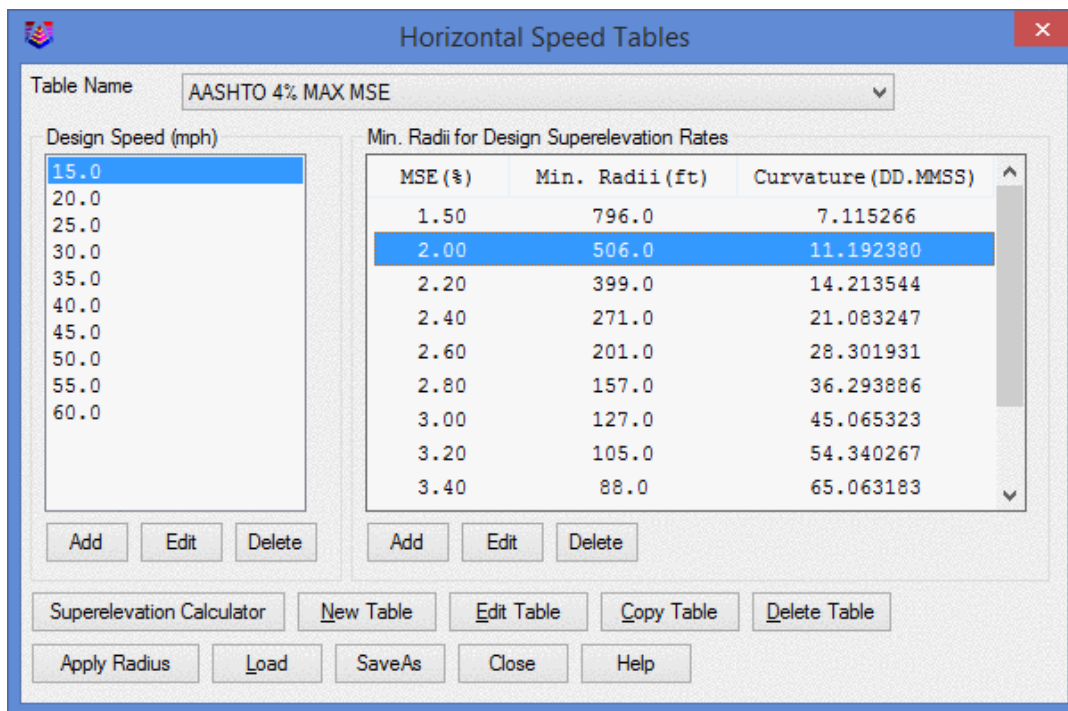 Horizontal Speed Tables
Table Name AASHTO 4% MAX MSE
Design Speed (mph)
15.0
20.0
25.0
30.0
35.0
40.0
45.0
50.0
55.0
60.0
Add Edit Delete
Min. Radii for Design Superelevation Rates
MSE(%) Min. Radii(ft) Curvature(DD.MMSS)
1.50 796.0 7.115266
2.00 506.0 11.192380
2.20 399.0 14.213544
2.40 271.0 21.083247
2.60 201.0 28.301931
2.80 157.0 36.293886
3.00 127.0 45.065323
3.20 105.0 54.340267
3.40 88.0 65.063183
Add Edit Delete
Superelevation Calculator New Table Edit Table Copy Table Delete Table
Apply Radius Load SaveAs Close Help